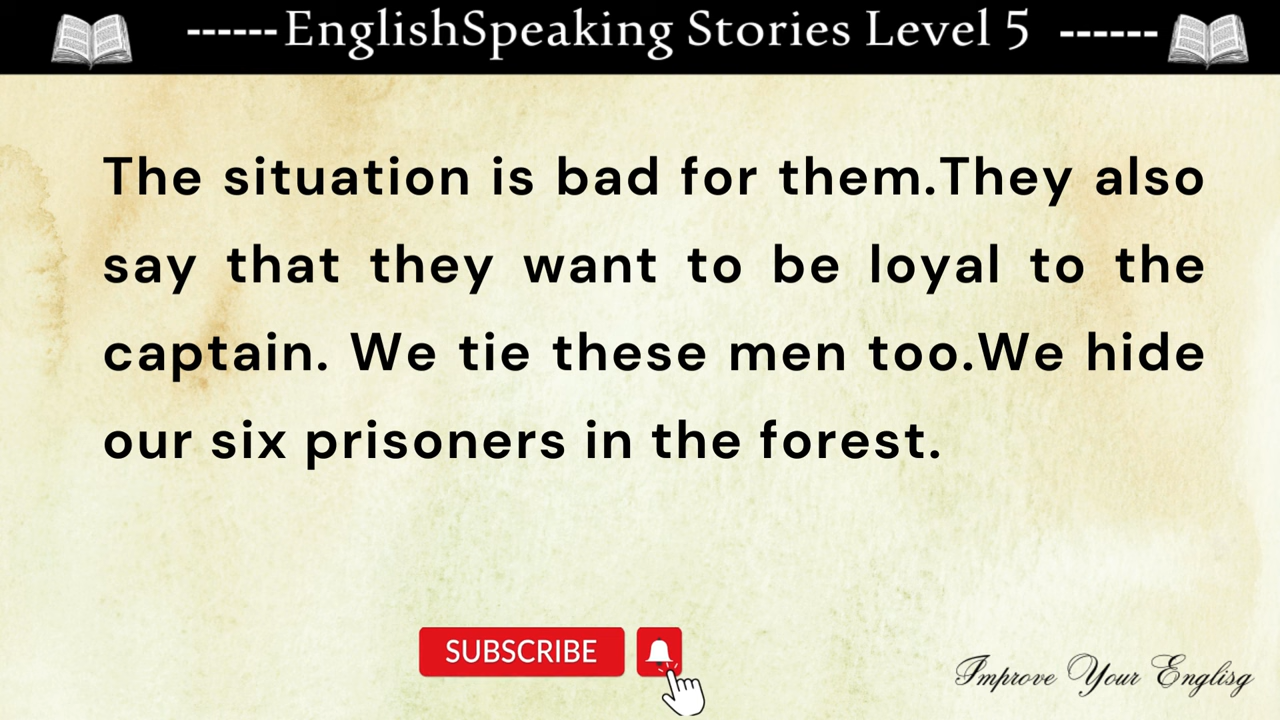 ------EnglishSpeaking Stories Level 5 ------
The situation is bad for them.They also
say that they want to be loyal to the
captain. We tie these men too.We hide
our six prisoners in the forest.
SUBSCRIBE
Improve Your Englisg